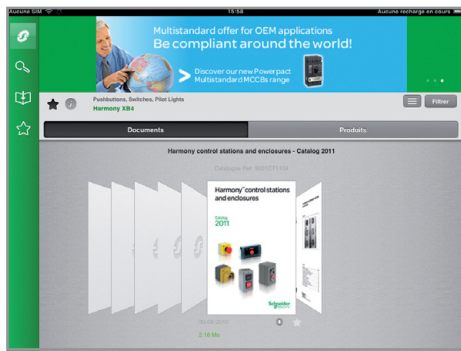 Aucune SIM
15:58
Aucune recharge en cours
Multistandard offer for OEM applications
Be compliant around the world!
Discover our new Powerpact
Multistandard MCCBs range
Pushbuttons, Switches, Pilot Lights
Harmony XB4
Filtrer
Documents
Produits
Harmony control stations and enclosures - Catalog 2011
Harmony™ control stations
and enclosures
Catalog
2011
Schneider
Electric
2.16 Mo